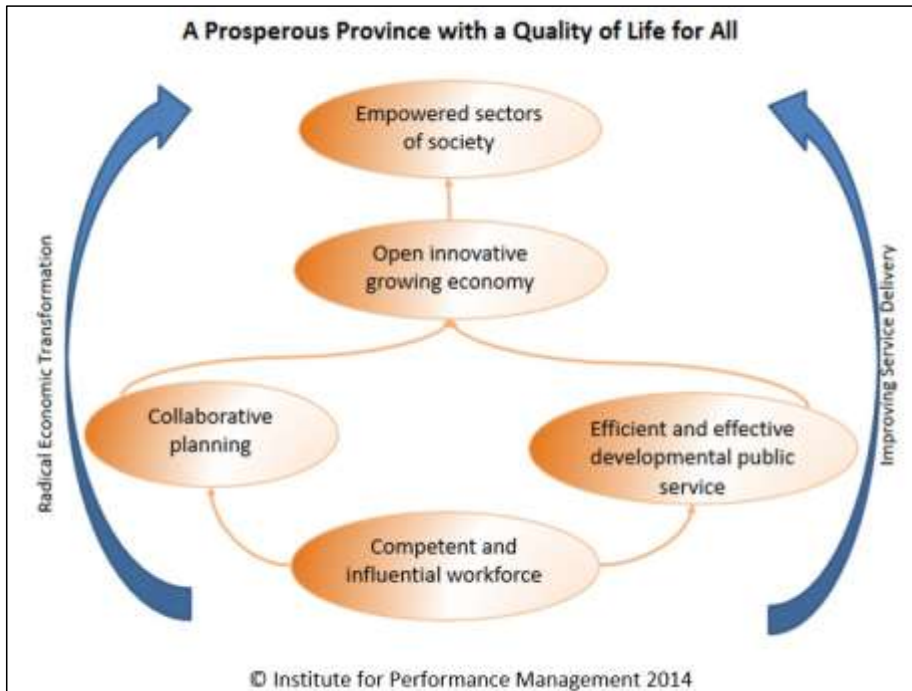 A Prosperous Province with a Quality of Life for All
Empowered sectors
of society
Open innovative
growing economy
Radical Economic Transformation
Improving Service Delivery
Collaborative
planning
Efficient and effective
developmental public
service
Competent and
influential workforce
© Institute for Performance Management 2014